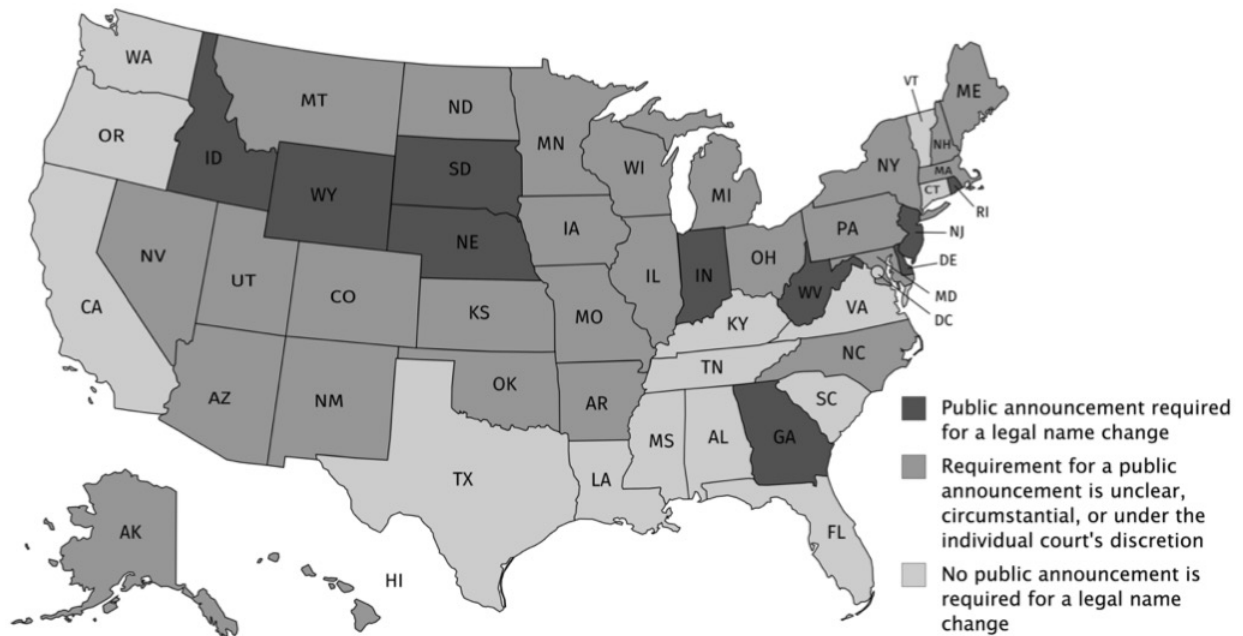 WA
MT
ND
VT
ME
OR
ID
MN
NH
SD
WI
NY
MA
WY
MI
CT
RI
IA
PA
NJ
NE
NV
OH
DE
UT
IL
IN
CO
WV
MD
CA
KS
MO
VA
DC
KY
NC
TN
OK
AZ
NM
AR
SC
MS
AL
GA
TX
LA
FL
AK
HI
Public announcement required
for a legal name change
Requirement for a public
announcement is unclear,
circumstantial, or under the
individual court's discretion
No public announcement is
required for a legal name
change